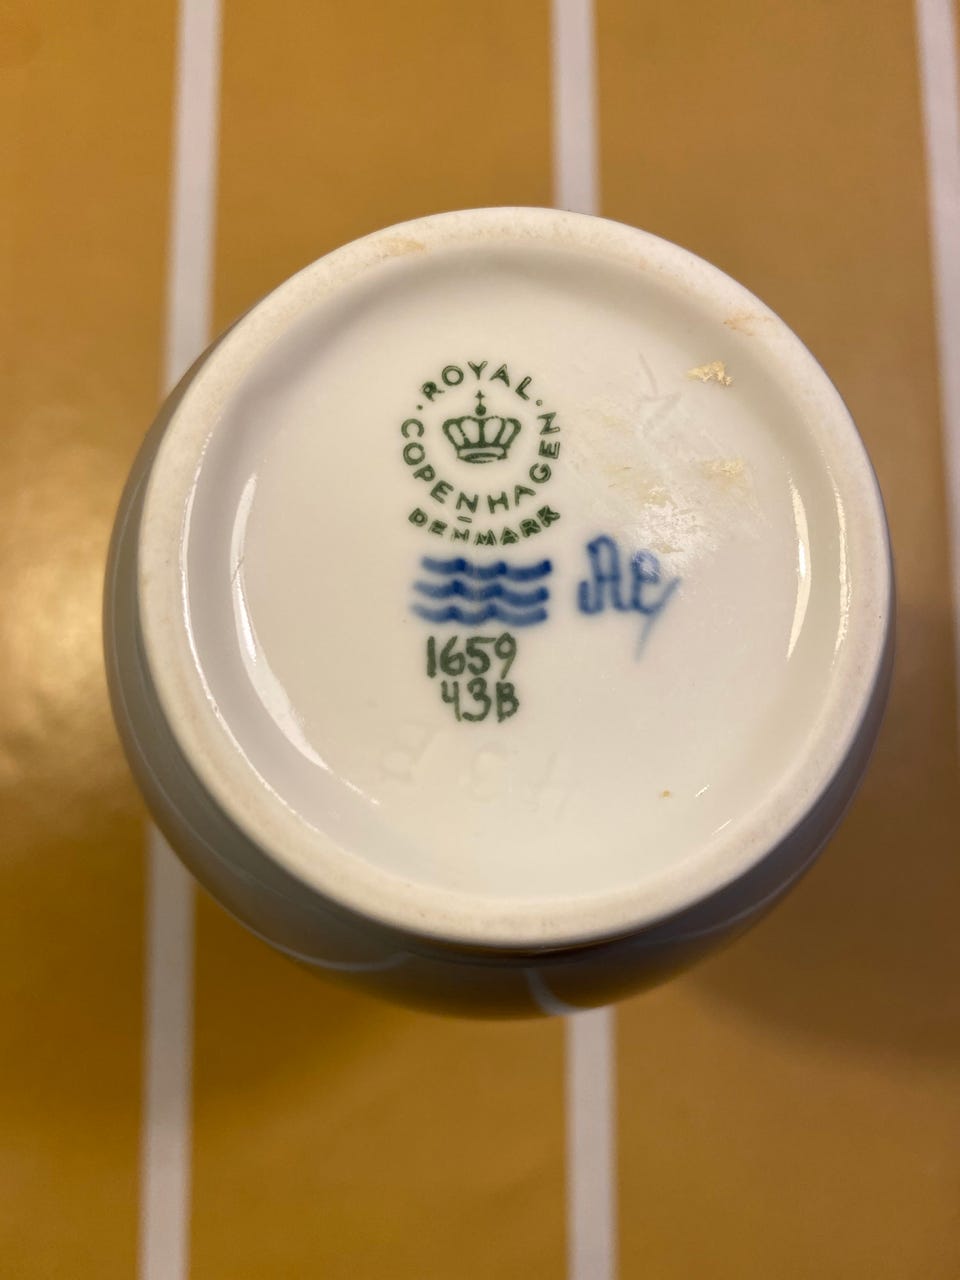 ROYAL
COPENHAGEN
DENMARK
1659
43B